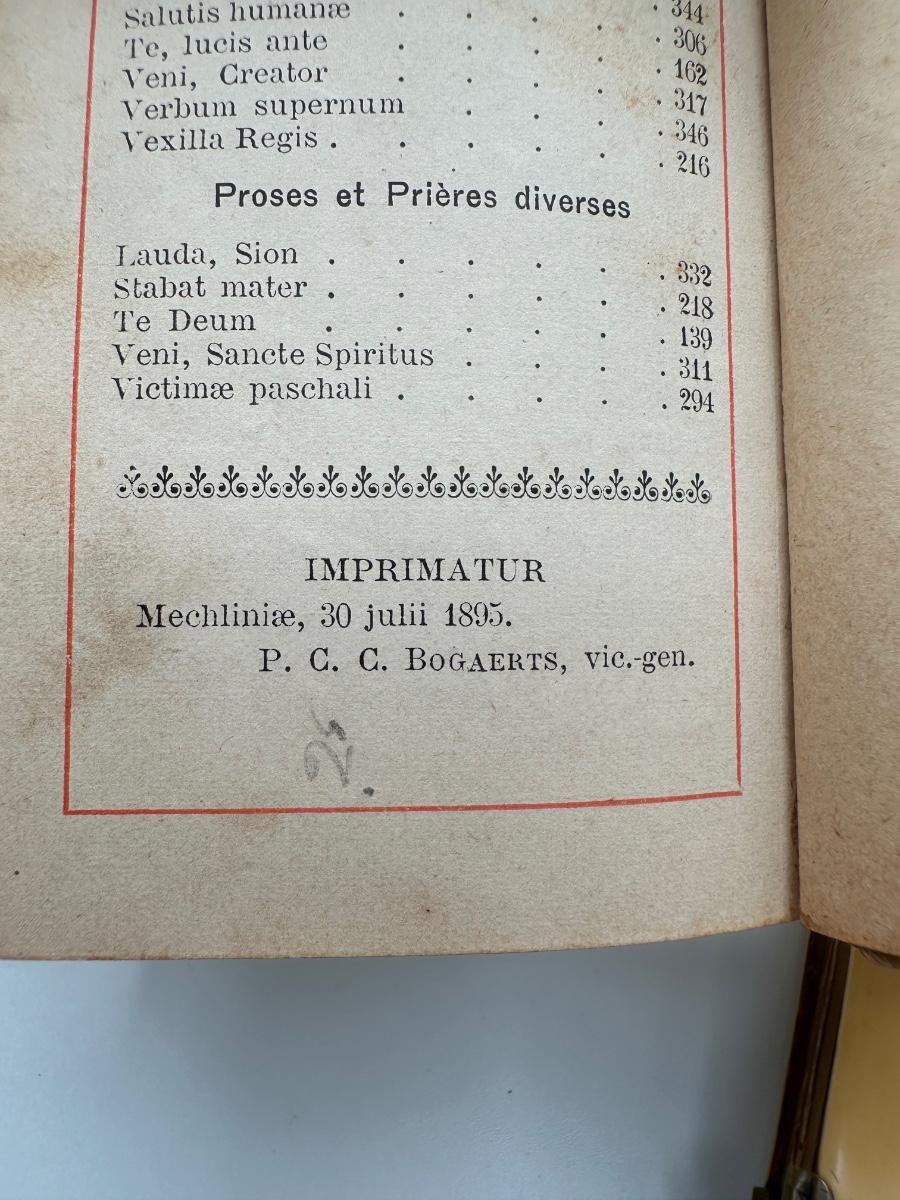 344
Salutis humanæ . . . . . 306
Te, lucis ante . . . . . 162
Veni, Creator . . . . . 317
Verbum supernum . . . . 346
Vexilla Regis . . . . . . 216
Proses et Prières diverses
Lauda, Sion . . . . . . 332
Stabat mater . . . . . . 218
Te Deum . . . . . . 139
Veni, Sancte Spiritus . . . . 311
Victimæ paschali . . . . . 294
IMPRIMATUR
Mechliniæ, 30 julii 1895.
P. C. C. BOGAERTS, vic.-gen.